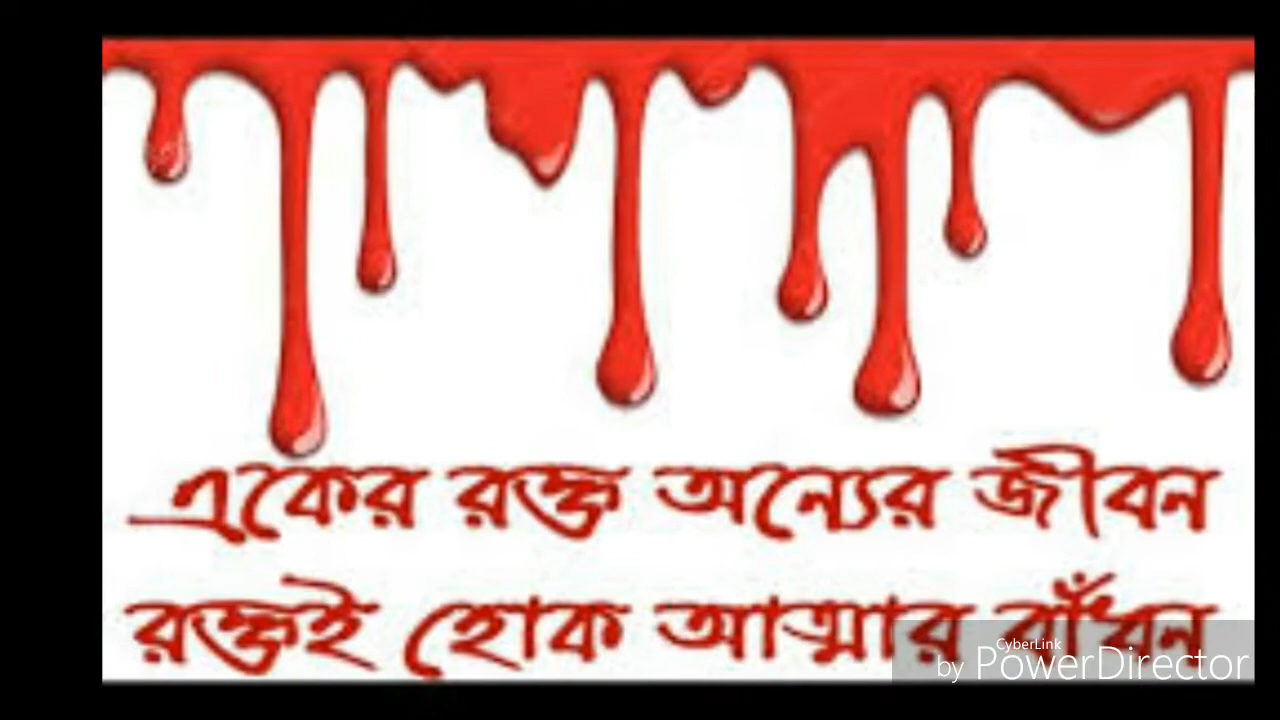 একের রক্ত অন্যের জীবন
রক্তই হোক আত্মার বাঁধন
CyberLink
by PowerDirector